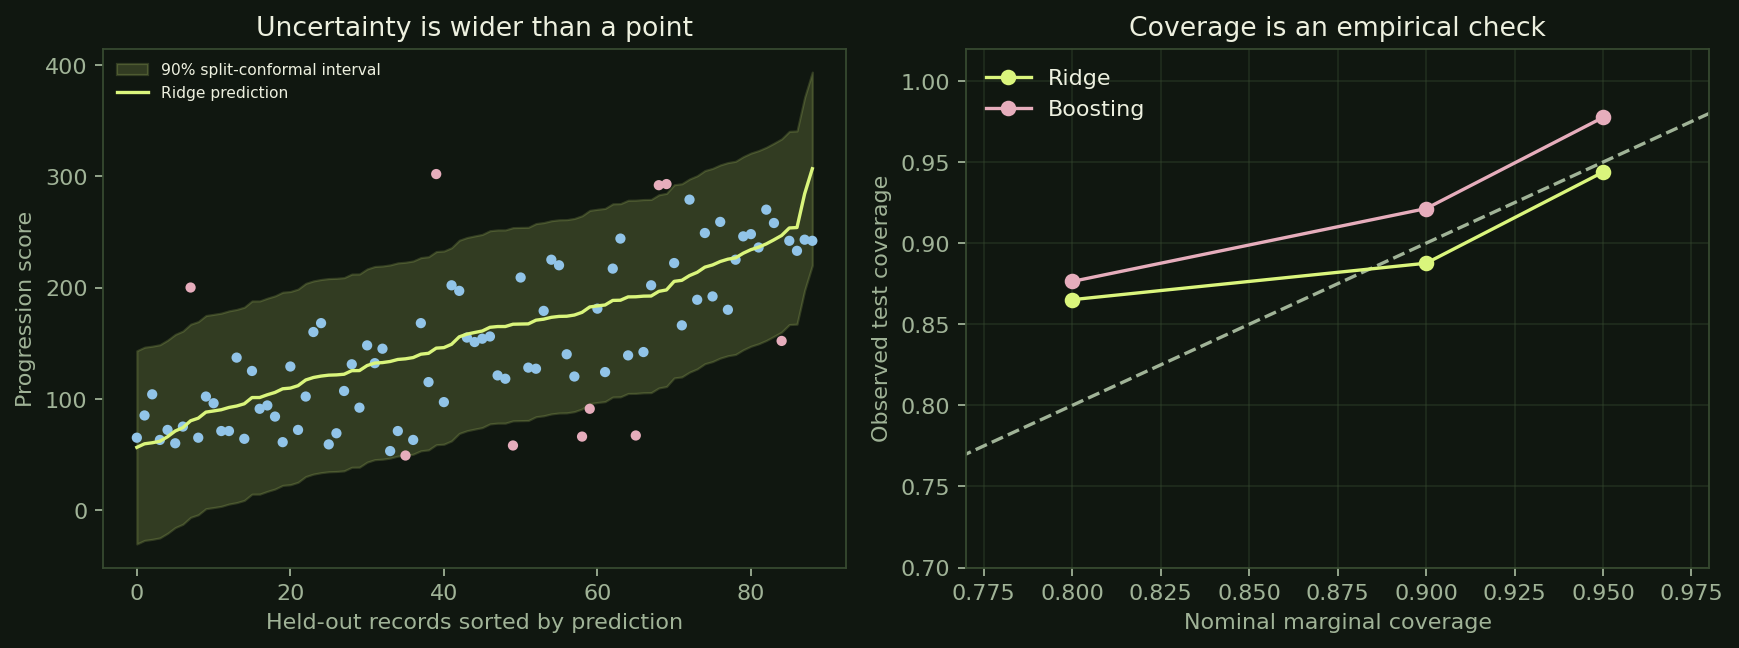 Uncertainty is wider than a point
90% split-conformal interval
Ridge prediction
Progression score
400
300
200
100
0
0 20 40 60 80
Held-out records sorted by prediction
Coverage is an empirical check
Ridge
Boosting
Observed test coverage
1.00
0.95
0.90
0.85
0.80
0.75
0.70
0.775 0.800 0.825 0.850 0.875 0.900 0.925 0.950 0.975
Nominal marginal coverage